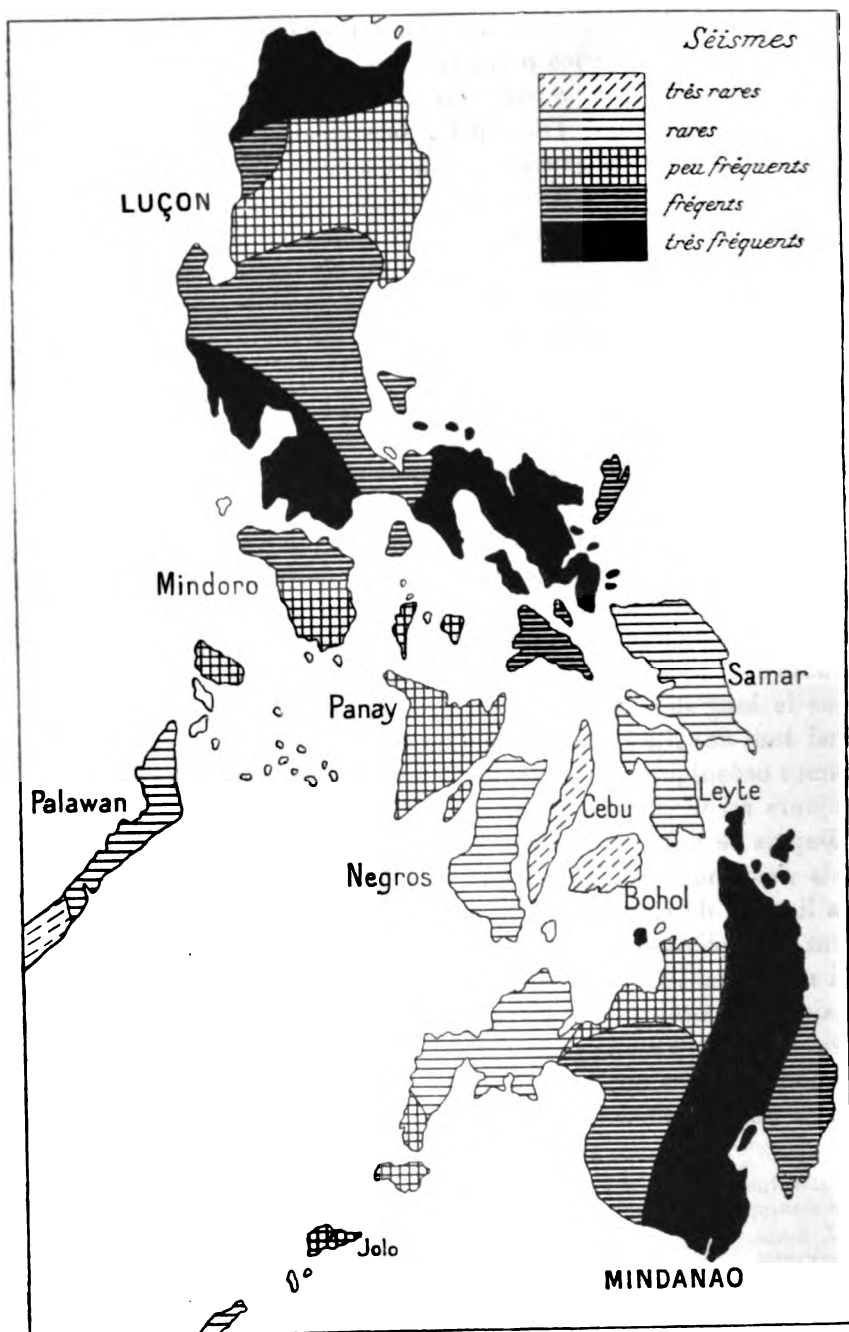 Séismes
très rares
rares
peu fréquents
frégents
très fréquents
LUÇON
Mindoro
Samar
Panay
Palawan
Cebu
Leyte
Negros
Bohol
Jolo
MINDANAO